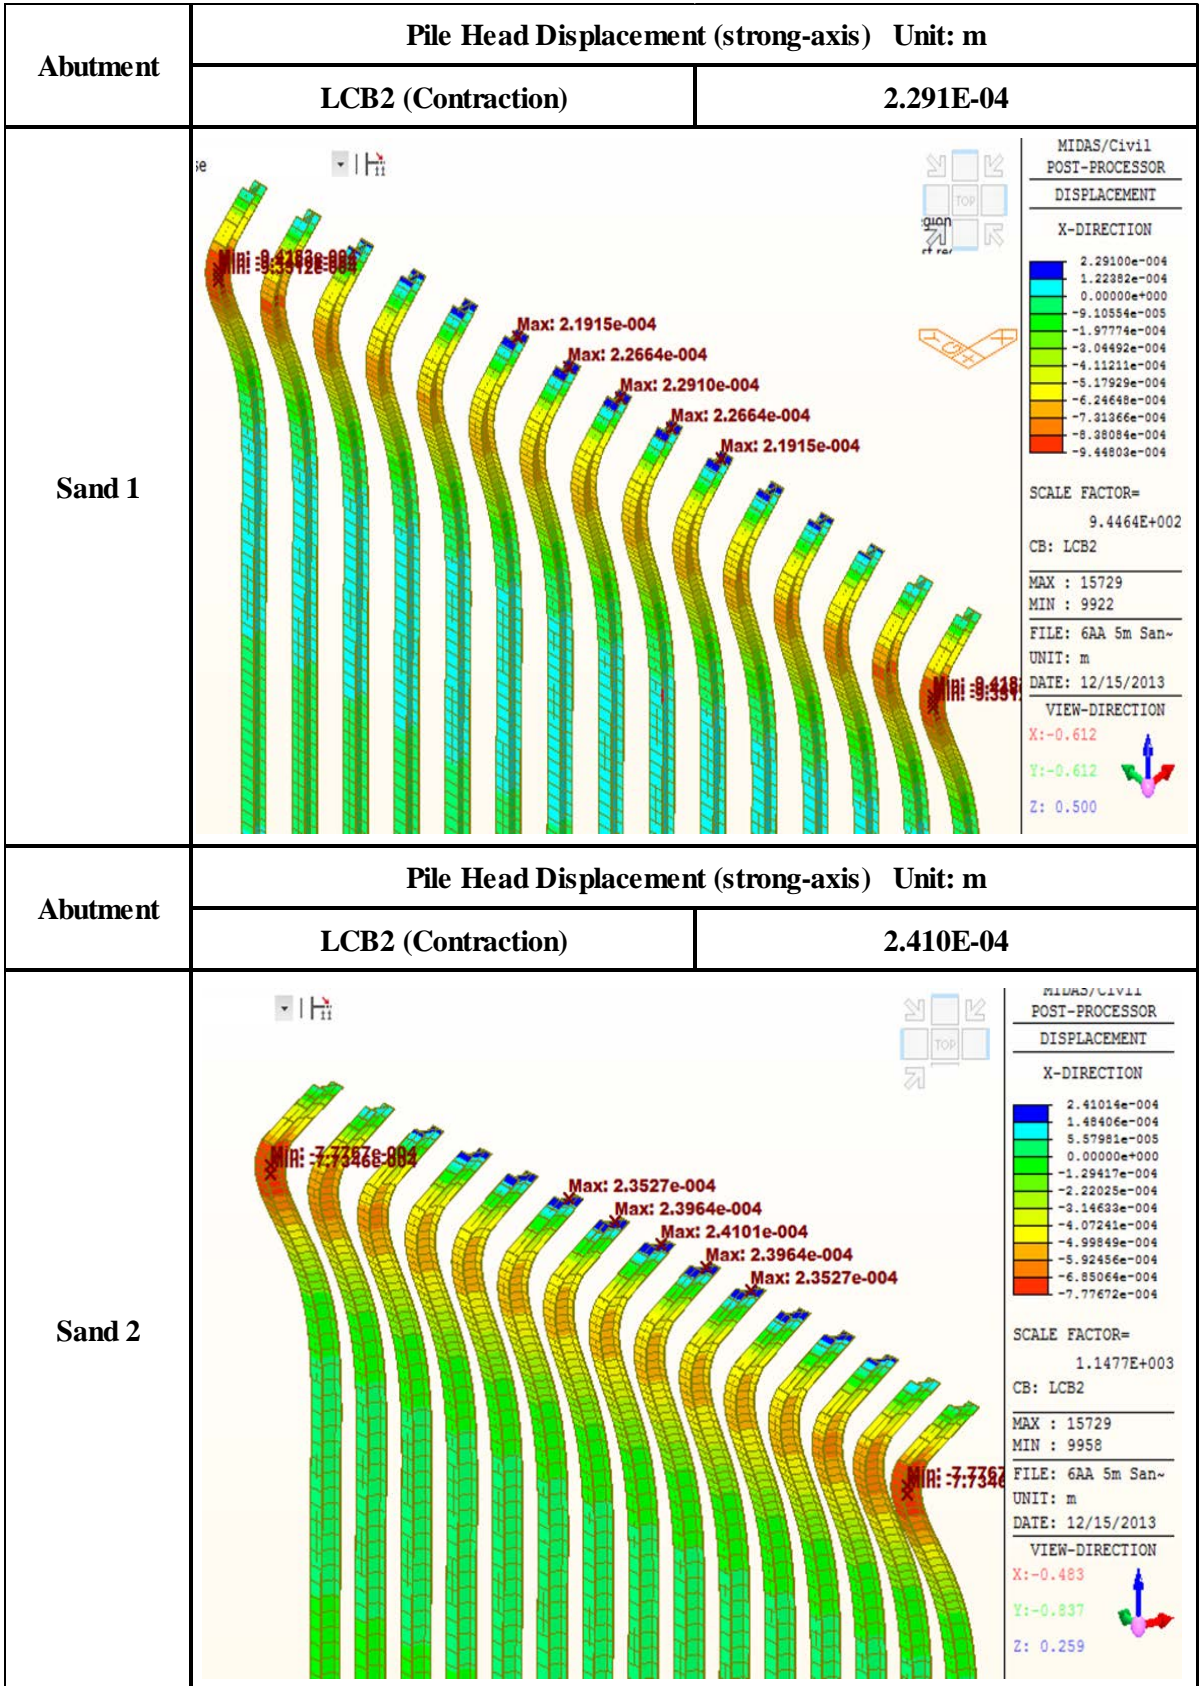 Abutment
Pile Head Displacement (strong-axis) Unit: m
LCB2 (Contraction)
2.291E-04
Sand 1
se
TOP
Max: 2.1915e-004
Max: 2.2664e-004
Max: 2.2910e-004
Max: 2.2664e-004
Max: 2.1915e-004
MIDAS/Civil
POST-PROCESSOR
DISPLACEMENT
X-DIRECTION
2.29100e-004
1.22382e-004
0.00000e+000
-9.10554e-005
-1.97774e-004
-3.04492e-004
-4.11211e-004
-5.17929e-004
-6.24648e-004
-7.31366e-004
-8.38084e-004
-9.44803e-004
SCALE FACTOR=
9.4464E+002
CB: LCB2
MAX : 15729
MIN : 9922
FILE: 6AA 5m San~
UNIT: m
DATE: 12/15/2013
VIEW-DIRECTION
X:-0.612
Y:-0.612
Z: 0.500
Abutment
Pile Head Displacement (strong-axis) Unit: m
LCB2 (Contraction)
2.410E-04
Sand 2
TOP
Max: 2.3527e-004
Max: 2.3964e-004
Max: 2.4101e-004
Max: 2.3964e-004
Max: 2.3527e-004
MIDAS/Civil
POST-PROCESSOR
DISPLACEMENT
X-DIRECTION
2.41014e-004
1.48406e-004
5.57981e-005
0.00000e+000
-1.29417e-004
-2.22025e-004
-3.14633e-004
-4.07241e-004
-4.99849e-004
-5.92456e-004
-6.85064e-004
-7.77672e-004
SCALE FACTOR=
1.1477E+003
CB: LCB2
MAX : 15729
MIN : 9958
FILE: 6AA 5m San~
UNIT: m
DATE: 12/15/2013
VIEW-DIRECTION
X:-0.483
Y:-0.837
Z: 0.259